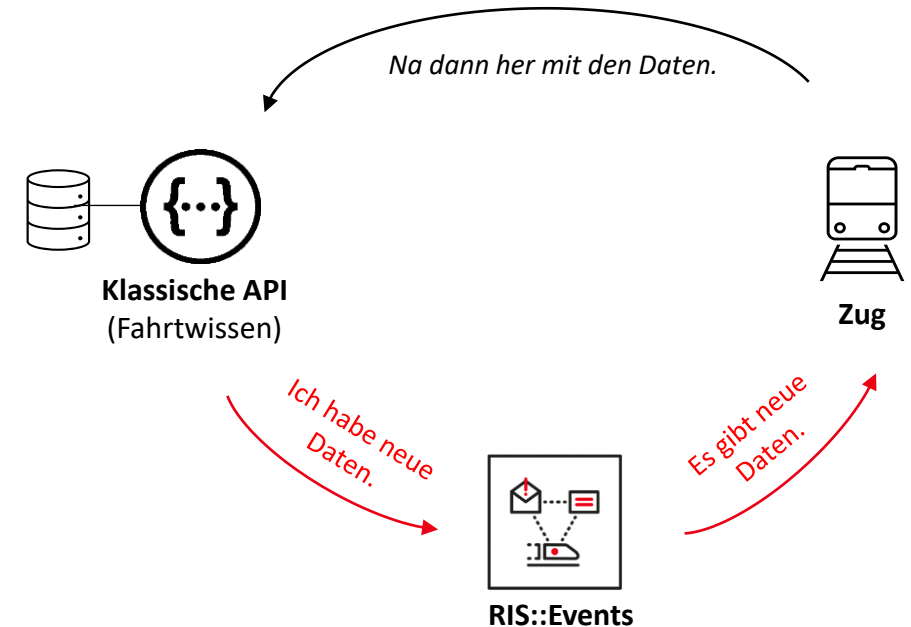 Na dann her mit den Daten.
{...}
Klassische API
(Fahrtwissen)
Zug
Ich habe neue
Daten.
Es gibt neue
Daten.
RIS::Events